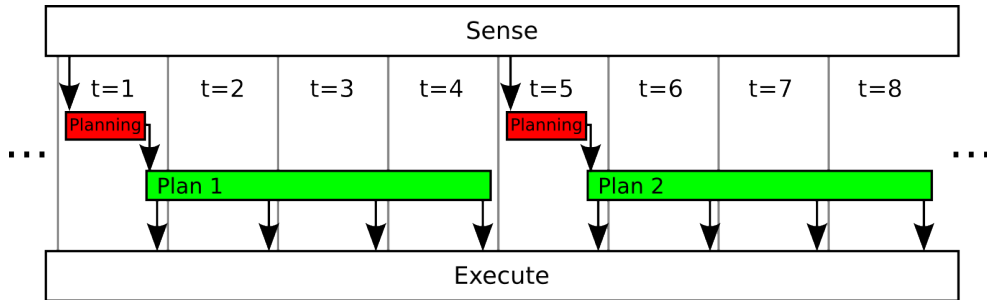 Sense
t=1 t=2 t=3 t=4 t=5 t=6 t=7 t=8
Planning Planning
... ...
Plan 1 Plan 2
Execute